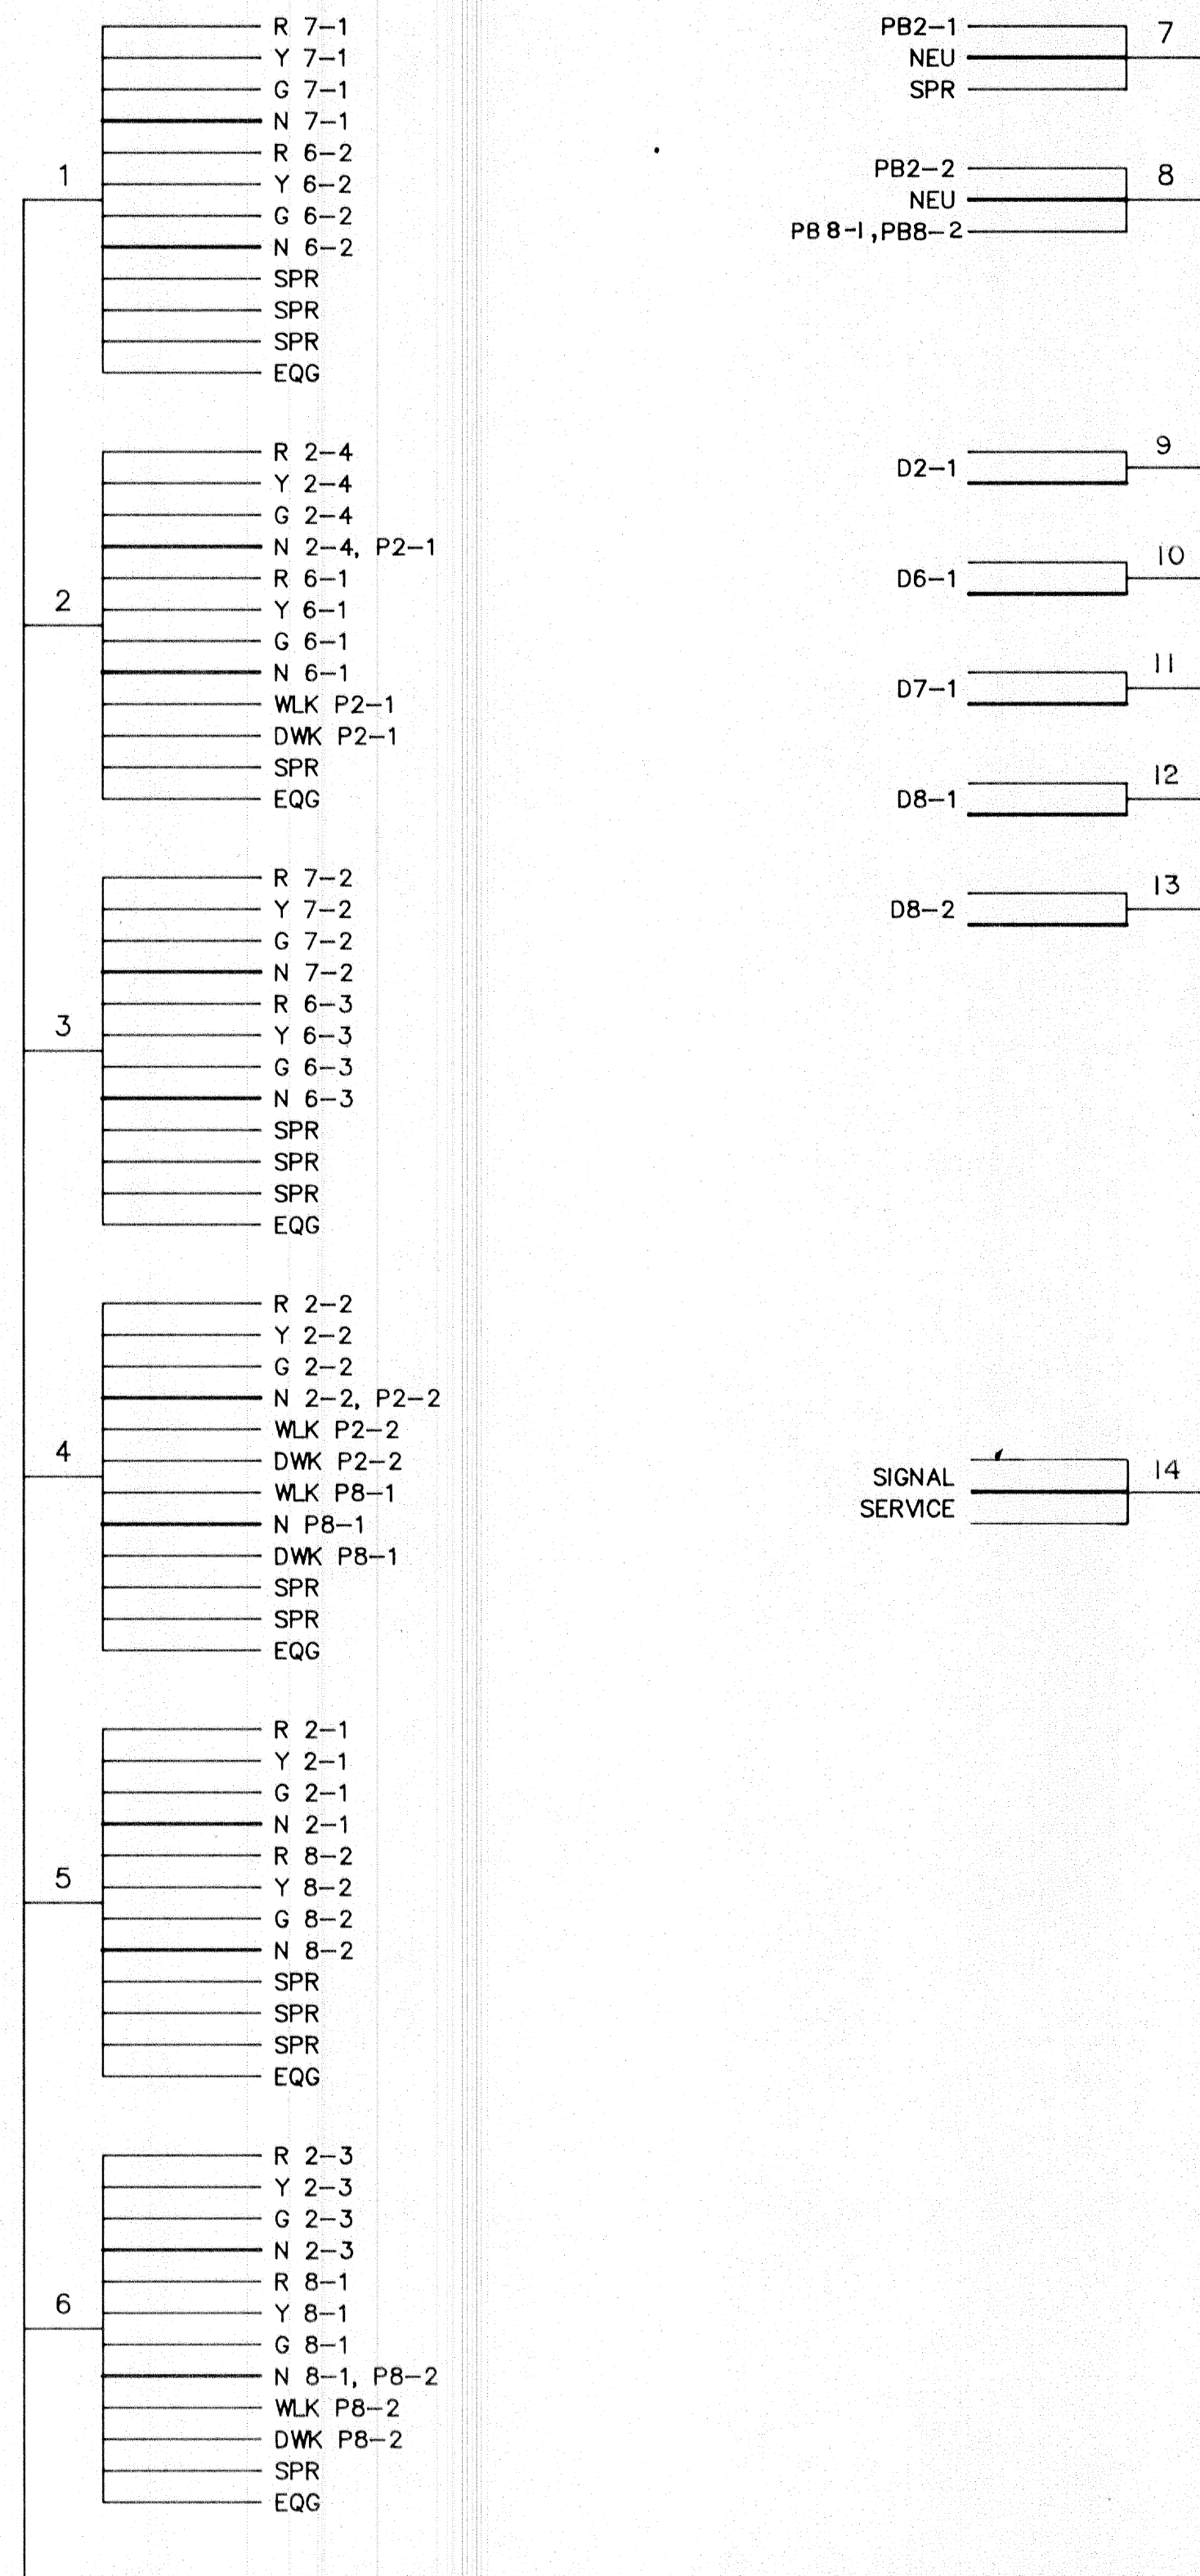 1
R 7-1
Y 7-1
G 7-1
N 7-1
R 6-2
Y 6-2
G 6-2
N 6-2
SPR
SPR
SPR
EQG
2
R 2-4
Y 2-4
G 2-4
N 2-4, P2-1
R 6-1
Y 6-1
G 6-1
N 6-1
WLK P2-1
DWK P2-1
SPR
EQG
3
R 7-2
Y 7-2
G 7-2
N 7-2
R 6-3
Y 6-3
G 6-3
N 6-3
SPR
SPR
SPR
EQG
4
R 2-2
Y 2-2
G 2-2
N 2-2, P2-2
WLK P2-2
DWK P2-2
WLK P8-1
N P8-1
DWK P8-1
SPR
SPR
EQG
5
R 2-1
Y 2-1
G 2-1
N 2-1
R 8-2
Y 8-2
G 8-2
N 8-2
SPR
SPR
SPR
EQG
6
R 2-3
Y 2-3
G 2-3
N 2-3
R 8-1
Y 8-1
G 8-1
N 8-1, P8-2
WLK P8-2
DWK P8-2
SPR
EQG
7
PB2-1
NEU
SPR
8
PB2-2
NEU
PB8-1,PB8-2
9
D2-1
10
D6-1
11
D7-1
12
D8-1
13
D8-2
14
SIGNAL
SERVICE